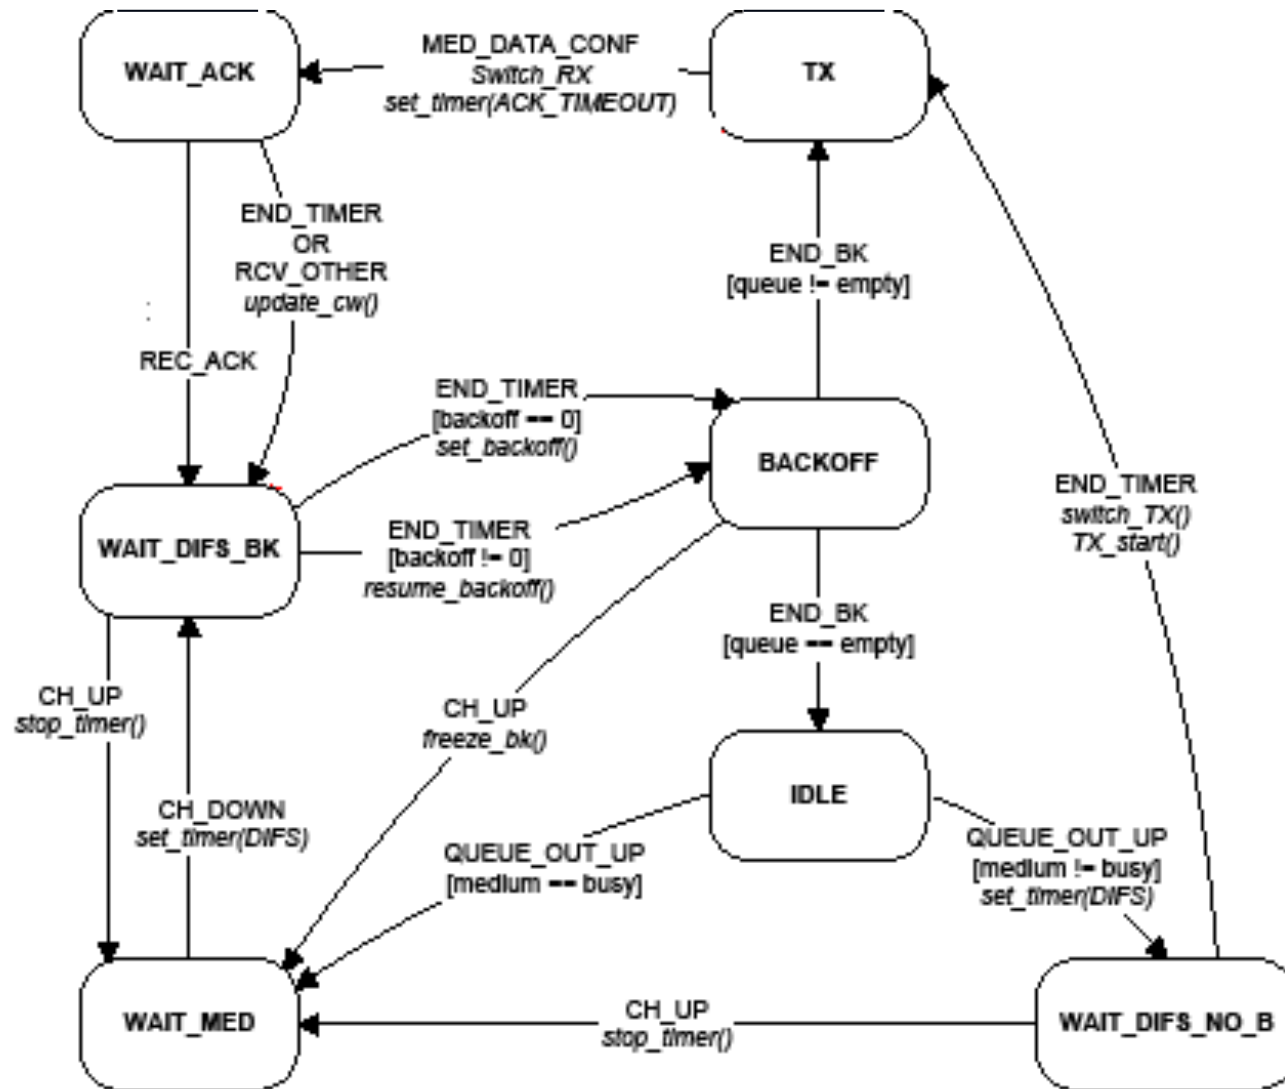 WAIT_ACK
MED_DATA_CONF
Switch_RX
set_timer(ACK_TIMEOUT)
TX
END_TIMER
OR
RCV_OTHER
update_cw()
REC_ACK
END_BK
[queue != empty]
END_TIMER
[backoff == 0]
set_backoff()
BACKOFF
WAIT_DIFS_BK
END_TIMER
[backoff != 0]
resume_backoff()
END_TIMER
switch_TX()
TX_start()
END_BK
[queue == empty]
CH_UP
stop_timer()
CH_UP
freeze_bk()
CH_DOWN
set_timer(DIFS)
IDLE
QUEUE_OUT_UP
[medium == busy]
QUEUE_OUT_UP
[medium != busy]
set_timer(DIFS)
WAIT_MED
CH_UP
stop_timer()
WAIT_DIFS_NO_B